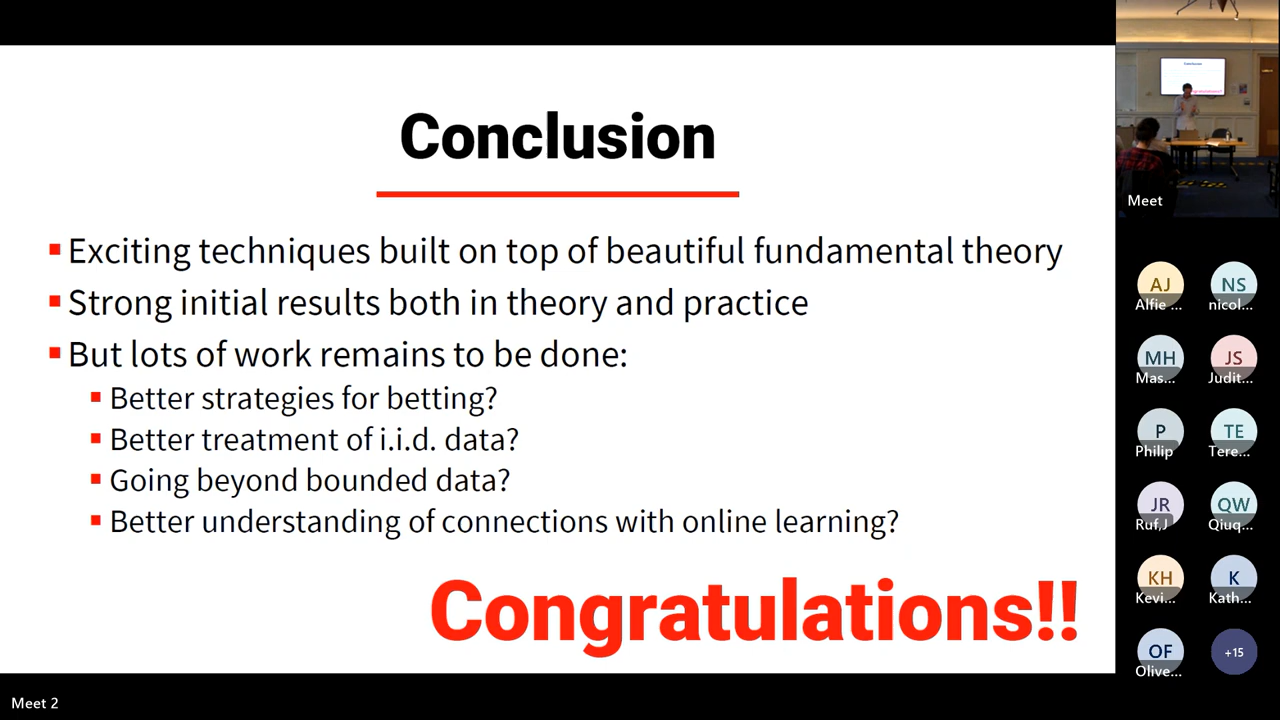 Conclusion
Exciting techniques built on top of beautiful fundamental theory
Strong initial results both in theory and practice
But lots of work remains to be done:
Better strategies for betting?
Better treatment of i.i.d. data?
Going beyond bounded data?
Better understanding of connections with online learning?
Congratulations!!
Meet 2
Conclusion
Meet
AJ
Alfie ...
NS
nicol...
MH
Mas...
JS
Judit...
P
Philip
TE
Tere...
JR
Ruf,J
QW
Qiuq...
KH
Kevi...
K
Kath...
OF
Olive...
+15